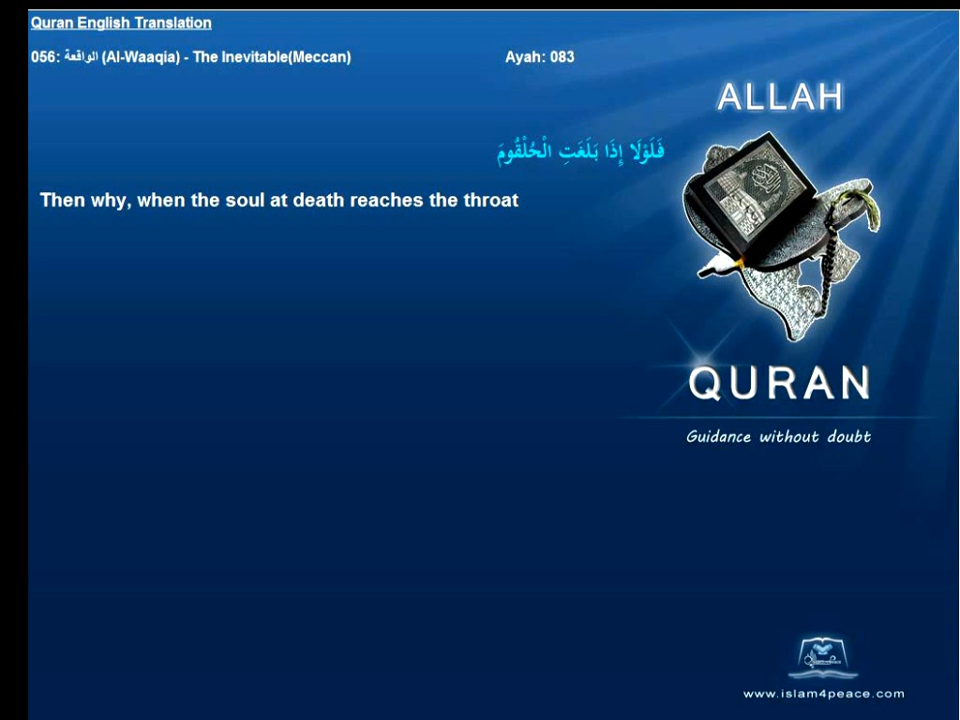 Quran English Translation
056: الواقعة (Al-Waaqia) - The Inevitable(Meccan) Ayah: 083
ALLAH
فَلَوْلَا إِذَا بَلَغَتِ الْحُلْقُومَ
Then why, when the soul at death reaches the throat
QURAN
Guidance without doubt
www.islam4peace.com